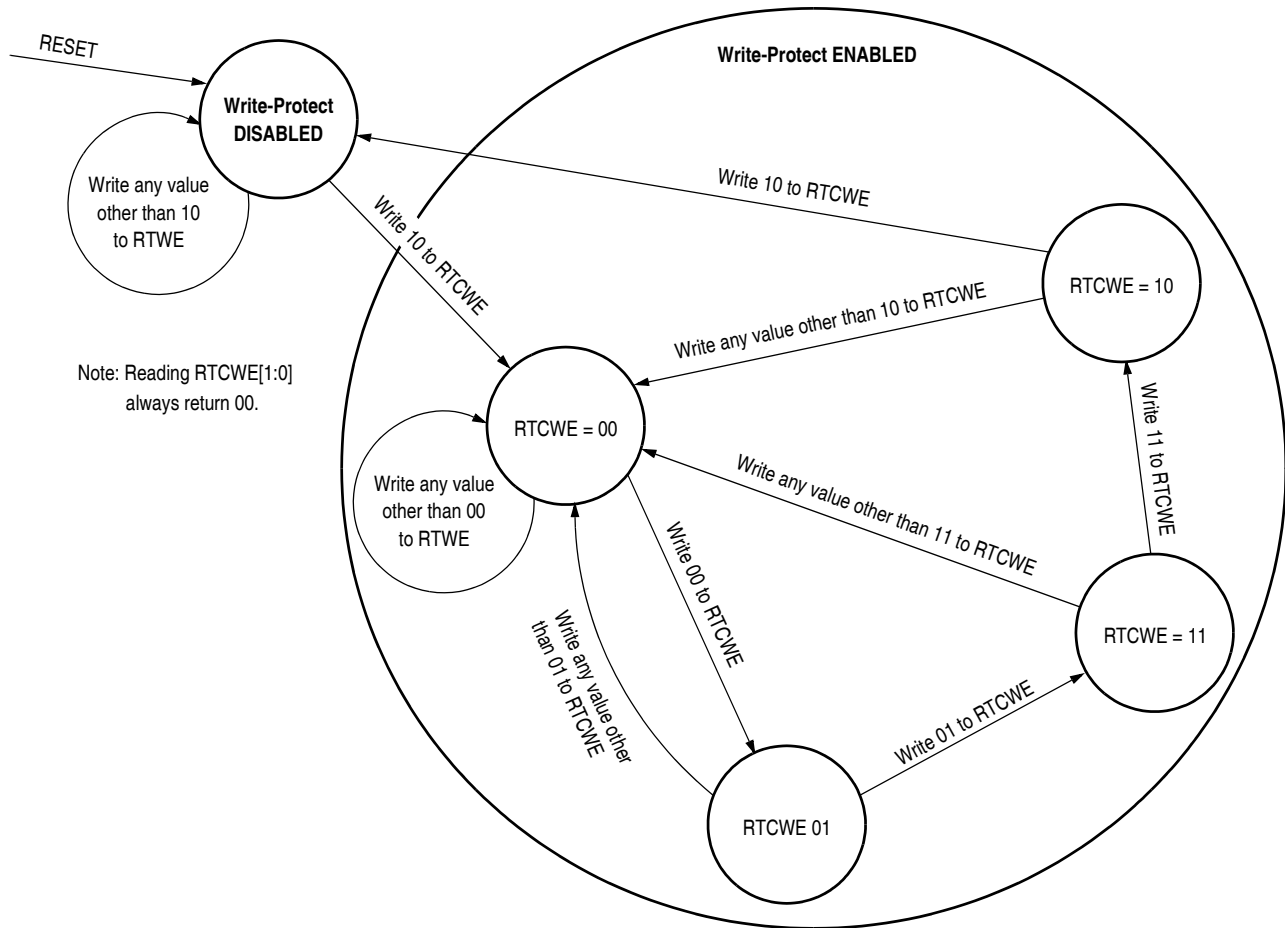 RESET
Write-Protect ENABLED
Write-Protect
DISABLED
Write any value
other than 10
to RTWE
Write 10 to RTCWE
Write 10 to RTCWE
RTCWE = 10
Write any value other than 10 to RTCWE
Note: Reading RTCWE[1:0]
always return 00.
RTCWE = 00
Write 11 to RTCWE
Write any value other than 11 to RTCWE
Write any value
other than 00
to RTWE
Write 00 to RTCWE
RTCWE = 11
Write any value other
than 01 to RTCWE
Write 01 to RTCWE
RTCWE 01